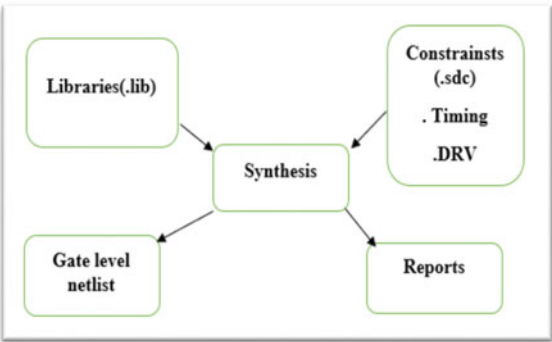 Libraries(.lib)
Constrainsts
(.sdc)
. Timing
.DRV
Synthesis
Gate level
netlist
Reports